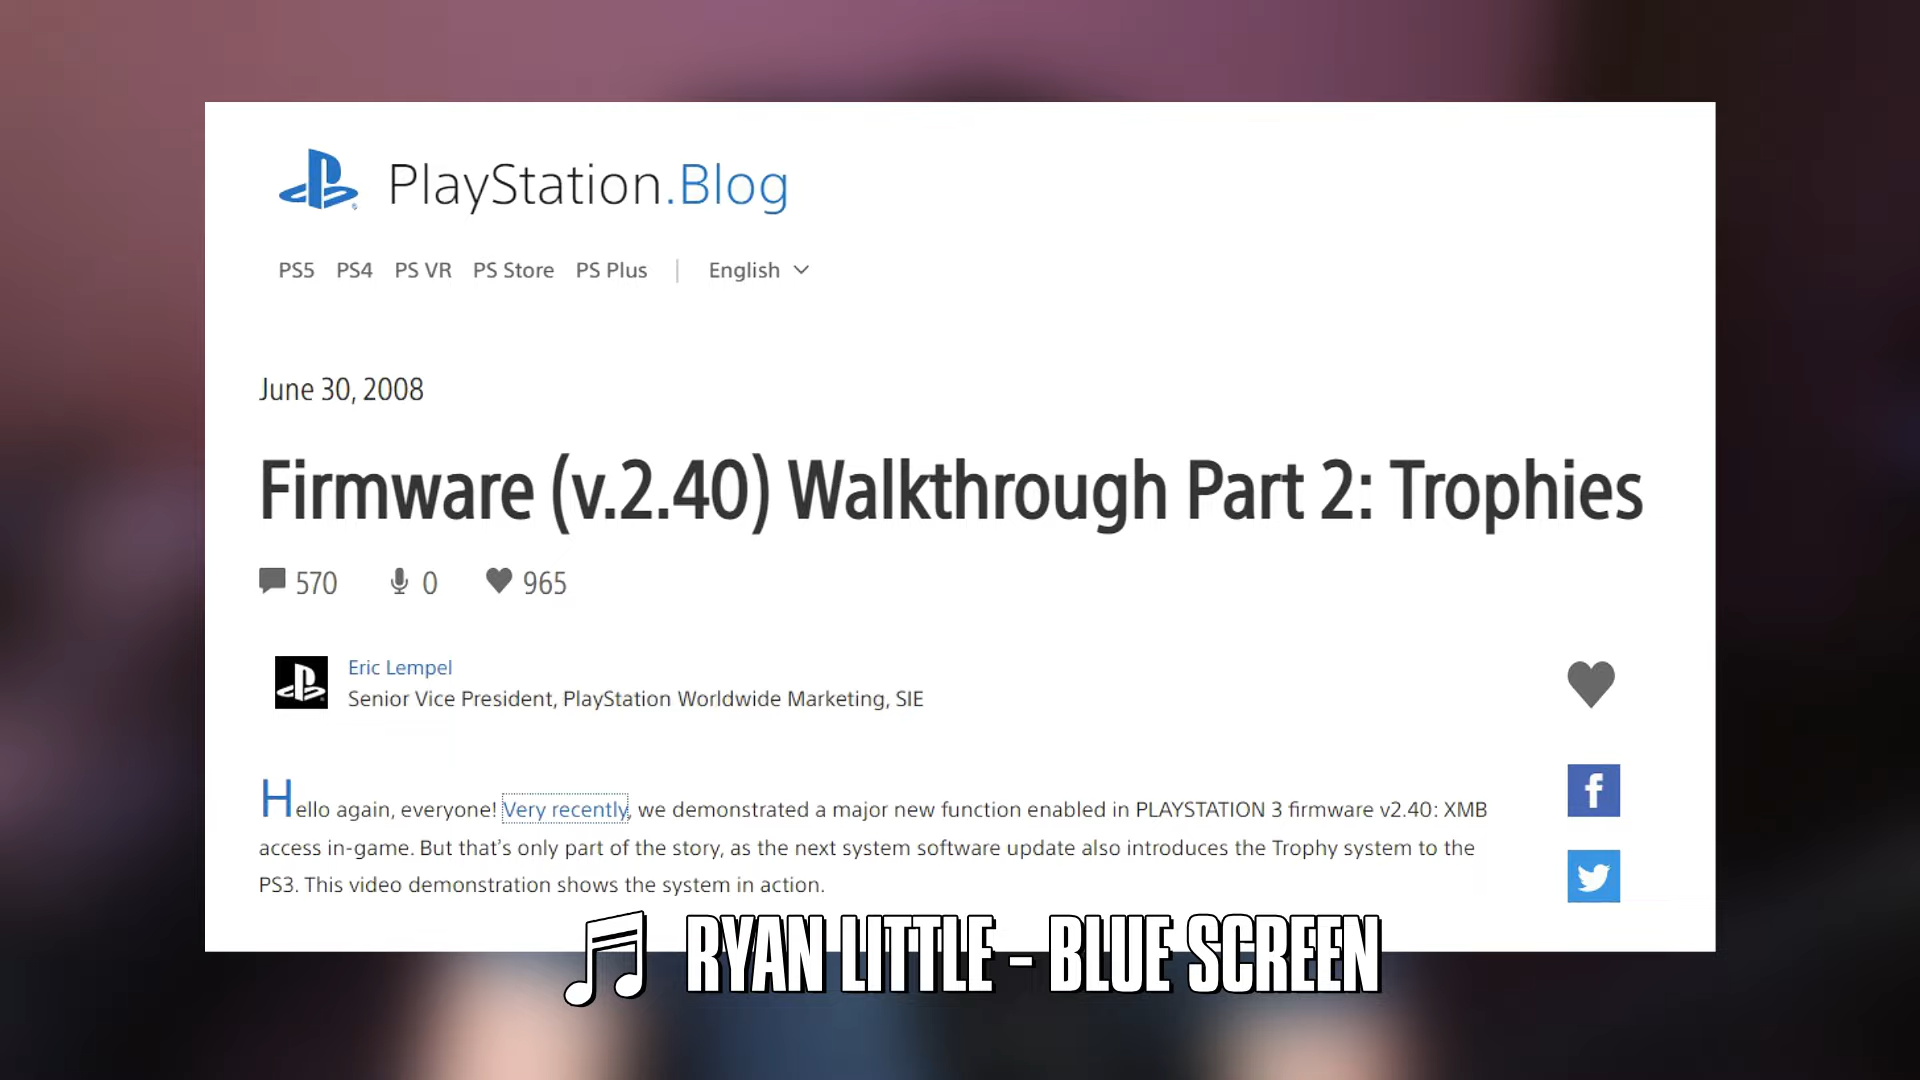 PlayStation.Blog
PS5 PS4 PS VR PS Store PS Plus | English
June 30, 2008
Firmware (v.2.40) Walkthrough Part 2: Trophies
570 0 965
Eric Lempel
Senior Vice President, PlayStation Worldwide Marketing, SIE
Hello again, everyone! Very recently, we demonstrated a major new function enabled in PLAYSTATION 3 firmware v2.40: XMB
access in-game. But that’s only part of the story, as the next system software update also introduces the Trophy system to the
PS3. This video demonstration shows the system in action.
RYAN LITTLE - BLUE SCREEN